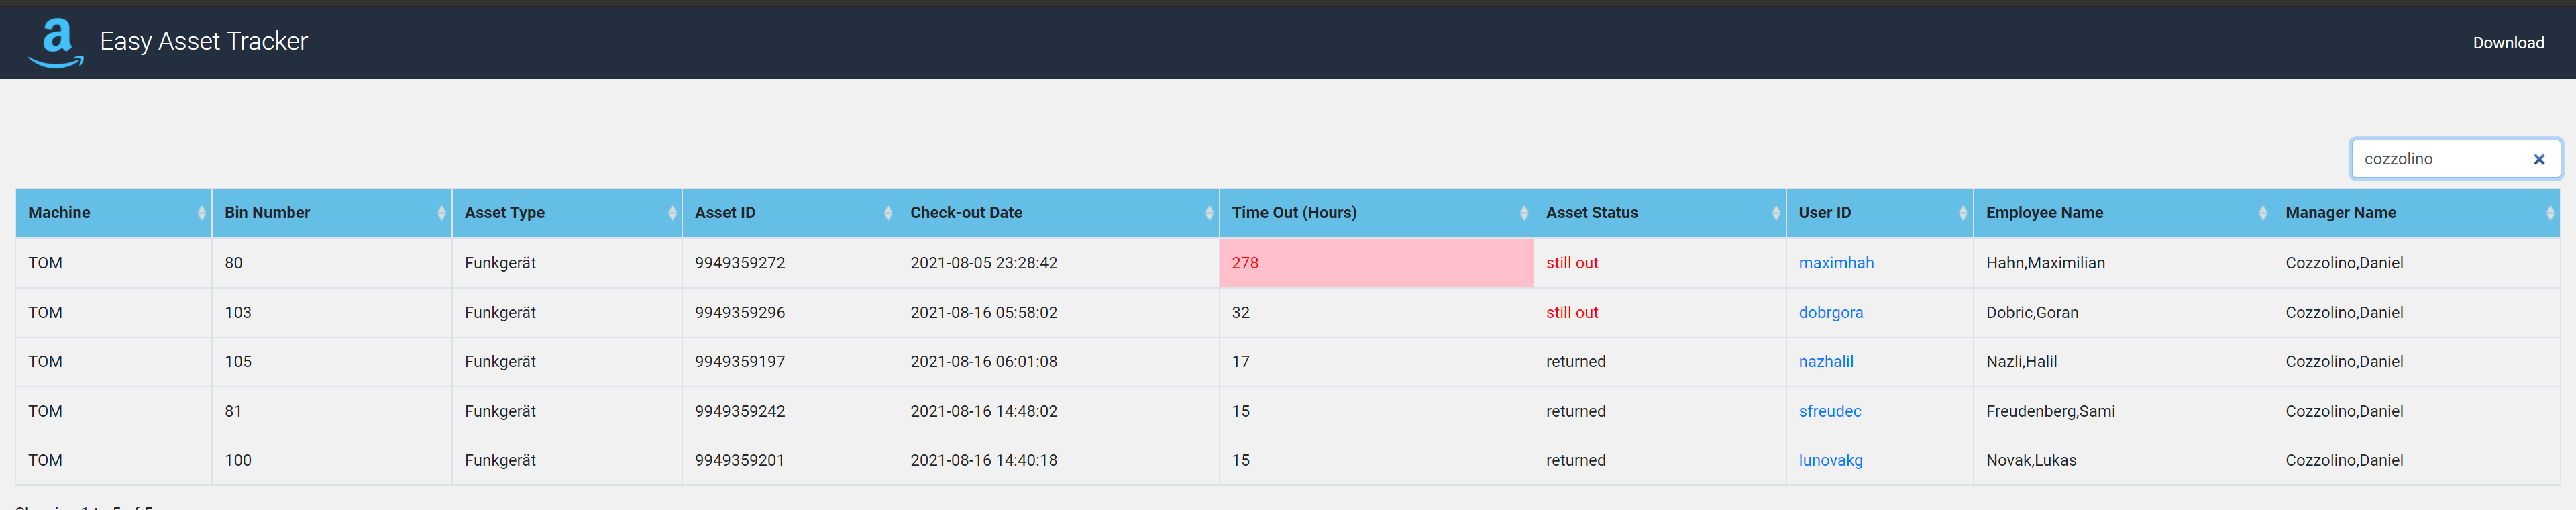 a Easy Asset Tracker Download
cozzolino
Machine Bin Number Asset Type Asset ID Check-out Date Time Out (Hours) Asset Status User ID Employee Name Manager Name
TOM 80 Funkgerät 9949359272 2021-08-05 23:28:42 278 still out maximhah Hahn,Maximilian Cozzolino,Daniel
TOM 103 Funkgerät 9949359296 2021-08-16 05:58:02 32 still out dobrgora Dobric,Goran Cozzolino,Daniel
TOM 105 Funkgerät 9949359197 2021-08-16 06:01:08 17 returned nazhalil Nazli,Halil Cozzolino,Daniel
TOM 81 Funkgerät 9949359242 2021-08-16 14:48:02 15 returned sfreudec Freudenberg,Sami Cozzolino,Daniel
TOM 100 Funkgerät 9949359201 2021-08-16 14:40:18 15 returned lunovakg Novak,Lukas Cozzolino,Daniel